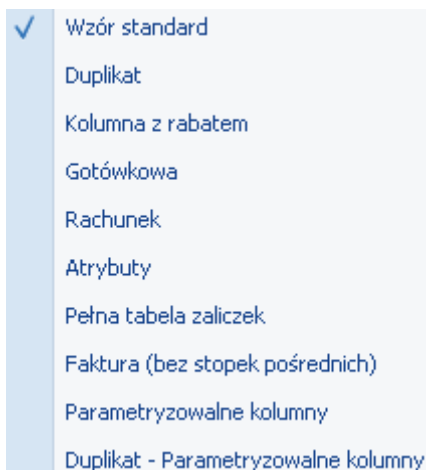 Wzór standard
Duplikat
Kolumna z rabatem
Gotówkowa
Rachunek
Atrybuty
Pełna tabela zaliczek
Faktura (bez stopek pośrednich)
Parametryzowalne kolumny
Duplikat - Parametryzowalne kolumny